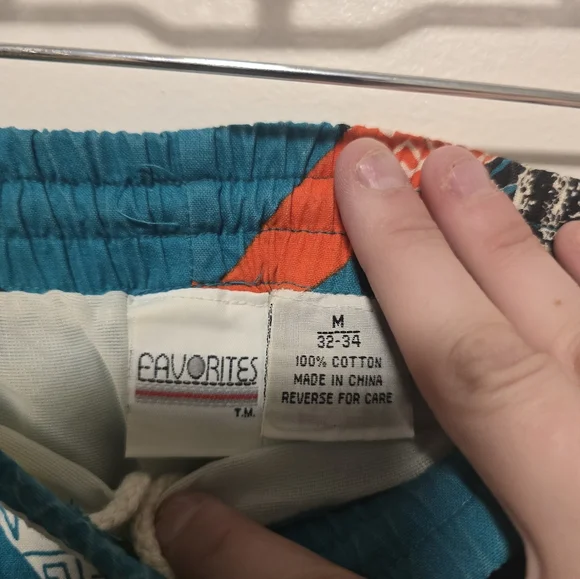 FAVORITES
T.M.
M
32-34
100% COTTON
MADE IN CHINA
REVERSE FOR CARE